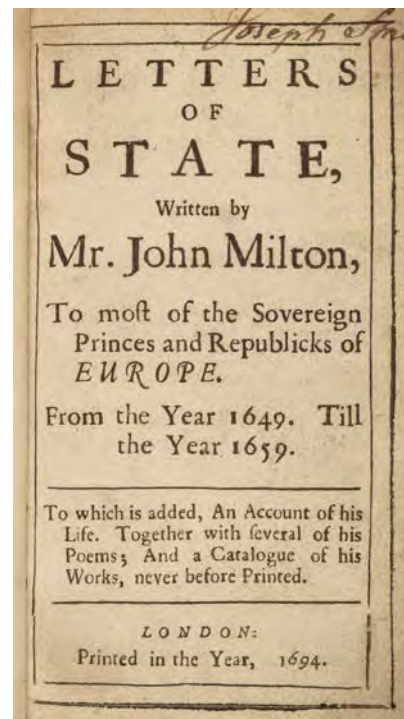 Joseph
LETTERS
OF
STATE,
Written by
Mr. John Milton,
To moſt of the Sovereign
Princes and Republicks of
EUROPE.
From the Year 1649. Till
the Year 1659.
To which is added, An Account of his
Life. Together with ſeveral of his
Poems; And a Catalogue of his
Works, never before Printed.
LONDON:
Printed in the Year, 1694.